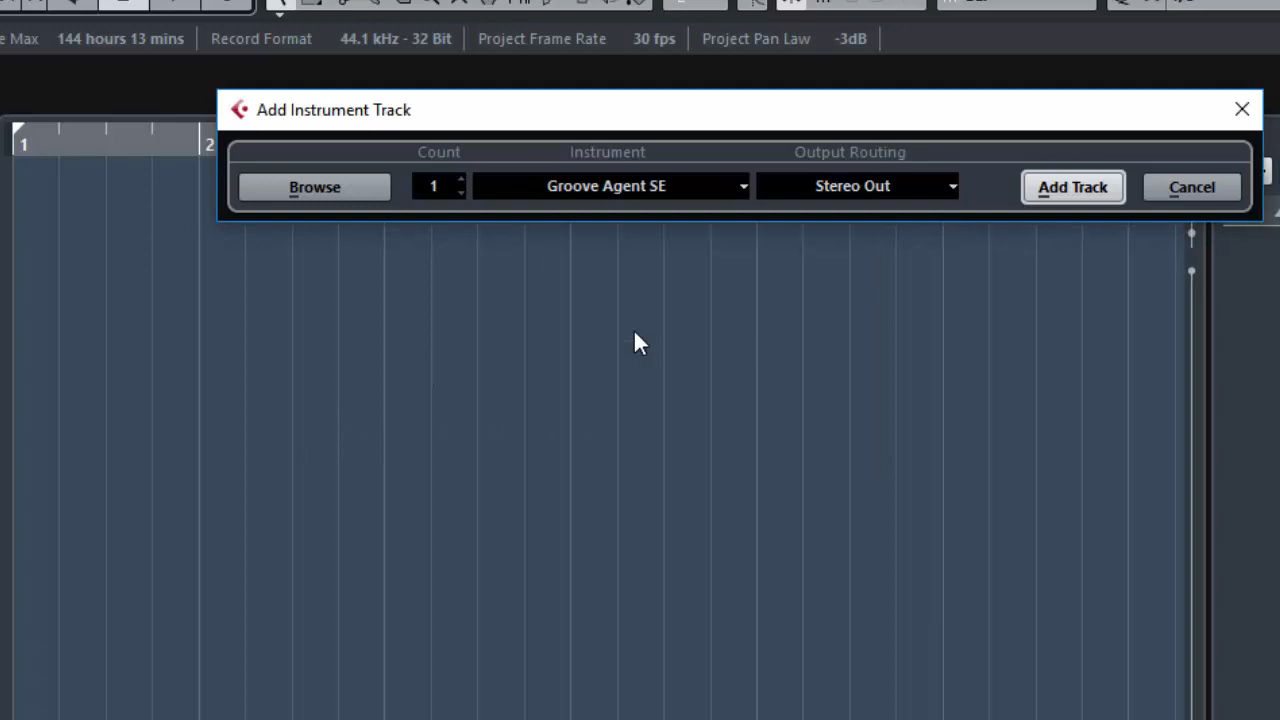 e Max 144 hours 13 mins Record Format 44.1 kHz - 32 Bit Project Frame Rate 30 fps Project Pan Law -3dB
Add Instrument Track
1 2
Count Instrument Output Routing
Browse 1 Groove Agent SE Stereo Out Add Track Cancel